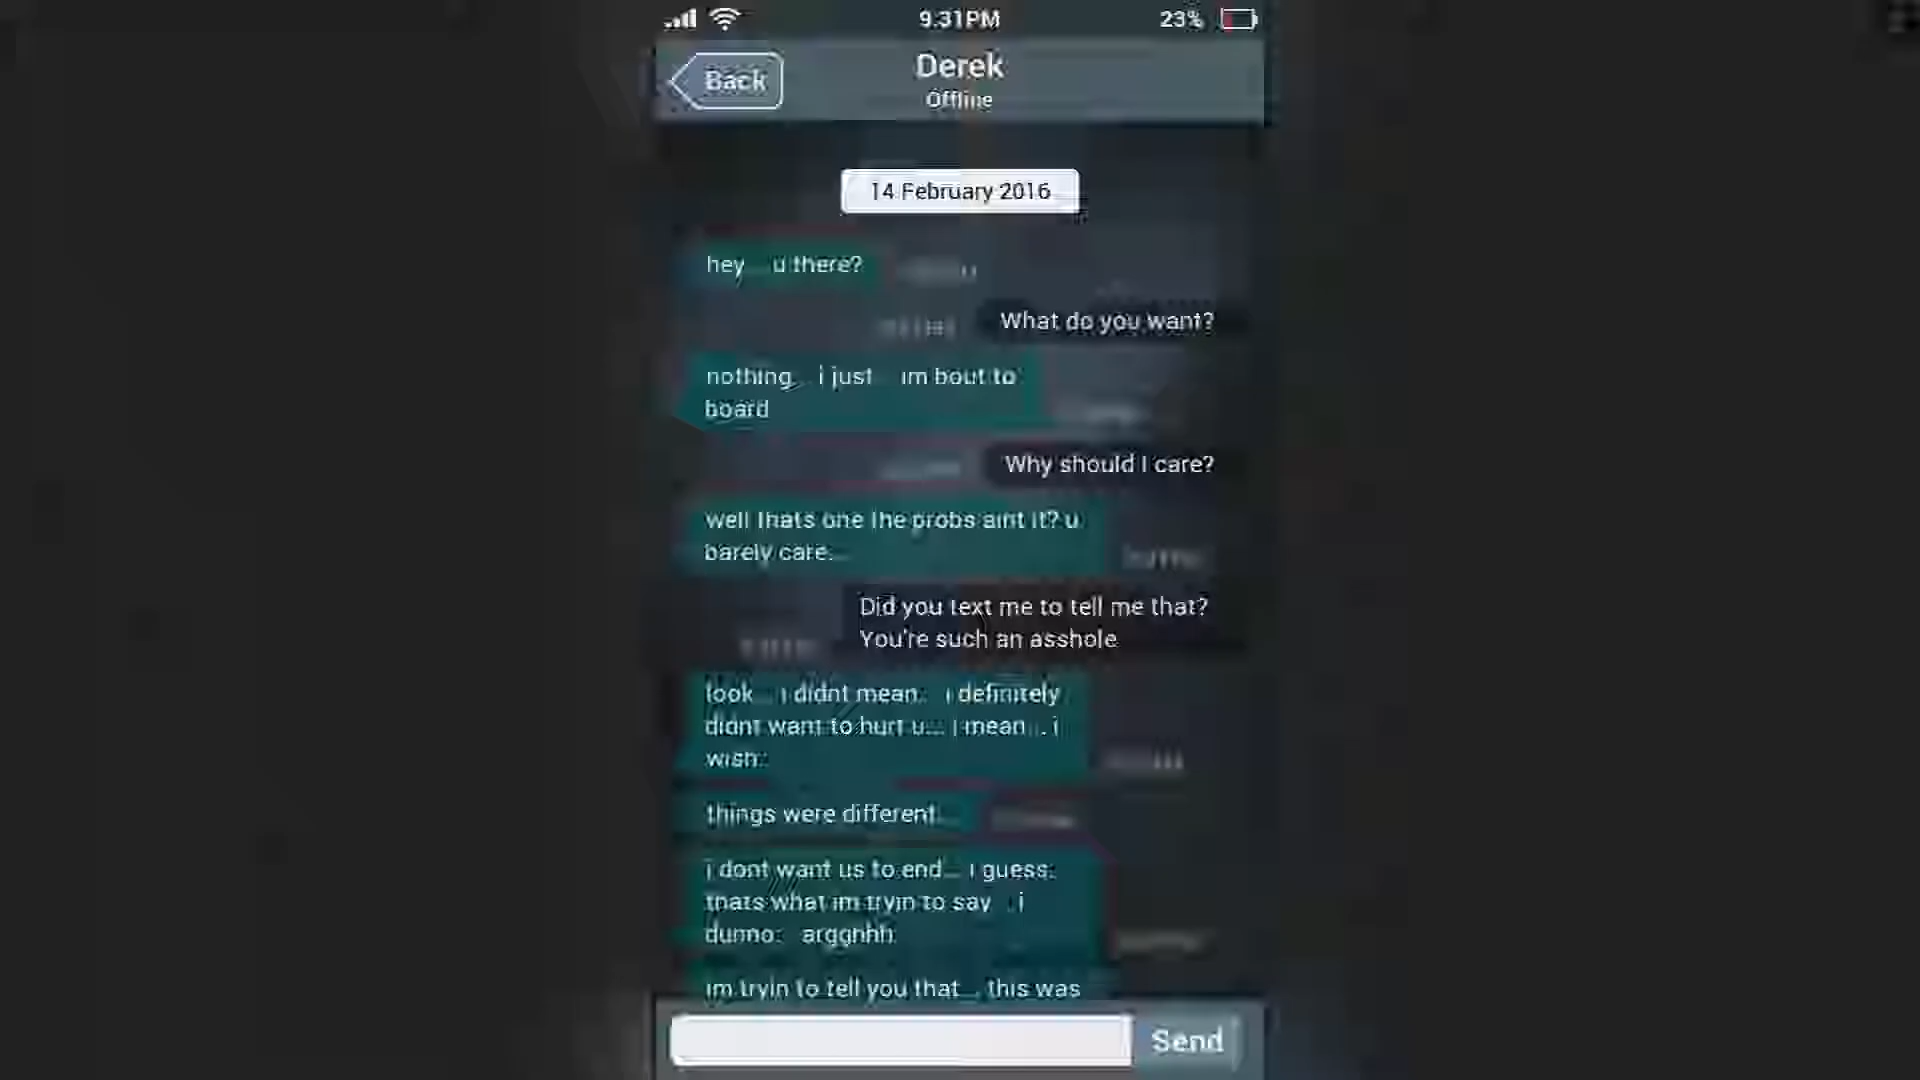 9.31PM
23%
Back
Derek
Offline
14 February 2016
hey... u there?
What do you want?
nothing... i just... im bout to
board
Why should I care?
well thats one the probs aint it? u
barely care...
Did you text me to tell me that?
You're such an asshole
look... i didnt mean... i definitely
didnt want to hurt u... i mean... i
wish...
things were different...
i dont want us to end... i guess...
thats what im tryin to say... i
dunno... argghhh
im tryin to tell you that... this was
Send